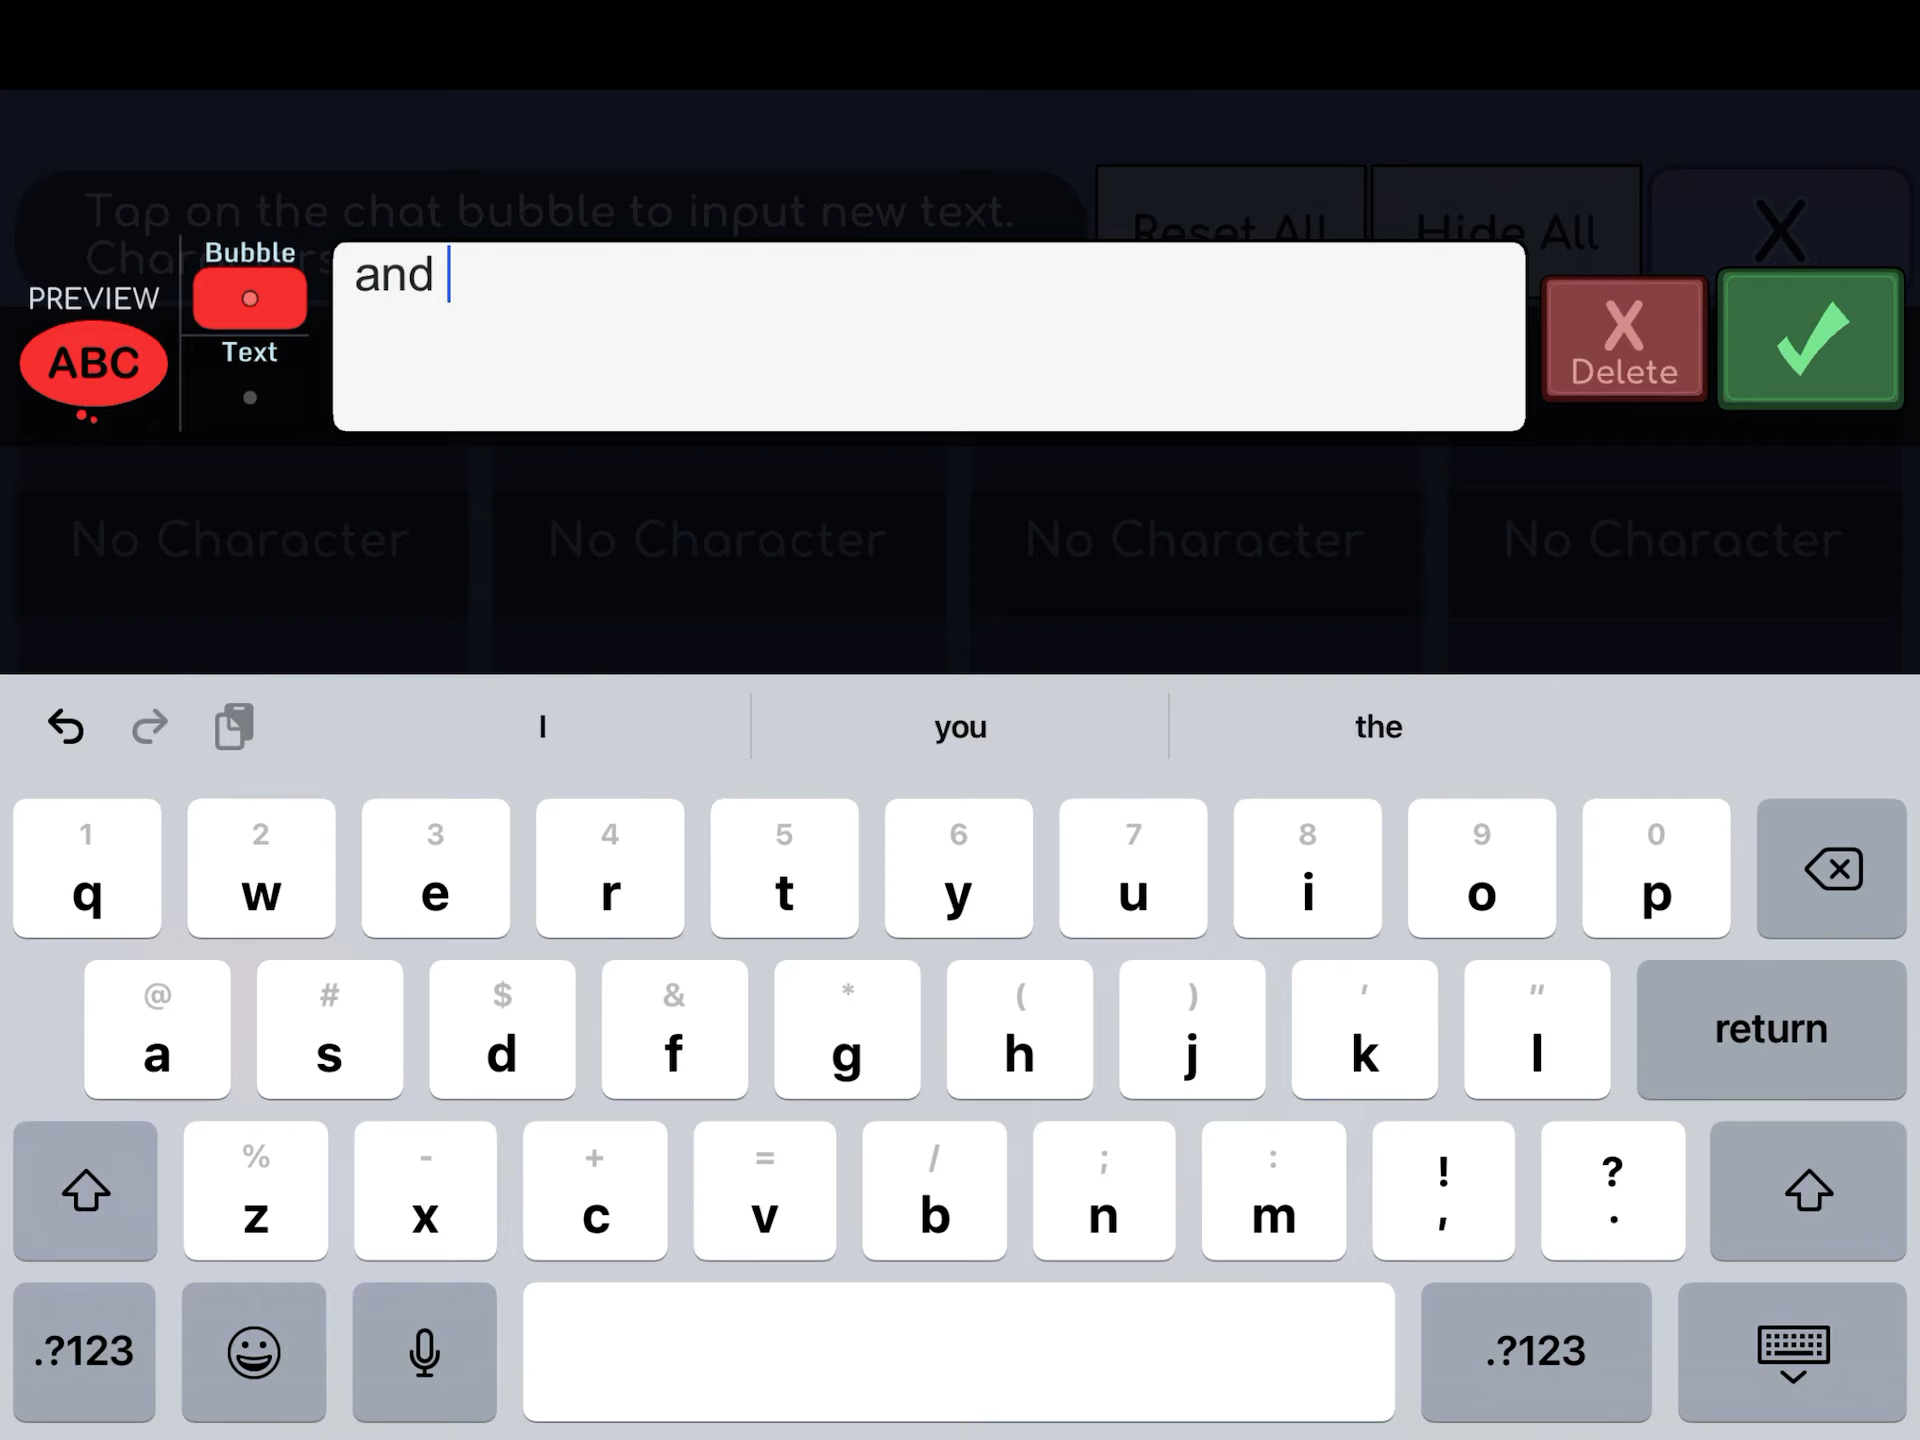 Tap on the chat bubble to input new text.
Characters
Reset All
Hide All
X
Bubble
PREVIEW
ABC
Text
and
X
Delete
No Character
No Character
No Character
No Character
I
you
the
1 2 3 4 5 6 7 8 9 0
q w e r t y u i o p
@ # $ & * ( ) ' "
a s d f g h j k l
return
% - + = / ; : ! ?
z x c v b n m , .
.?123
.?123